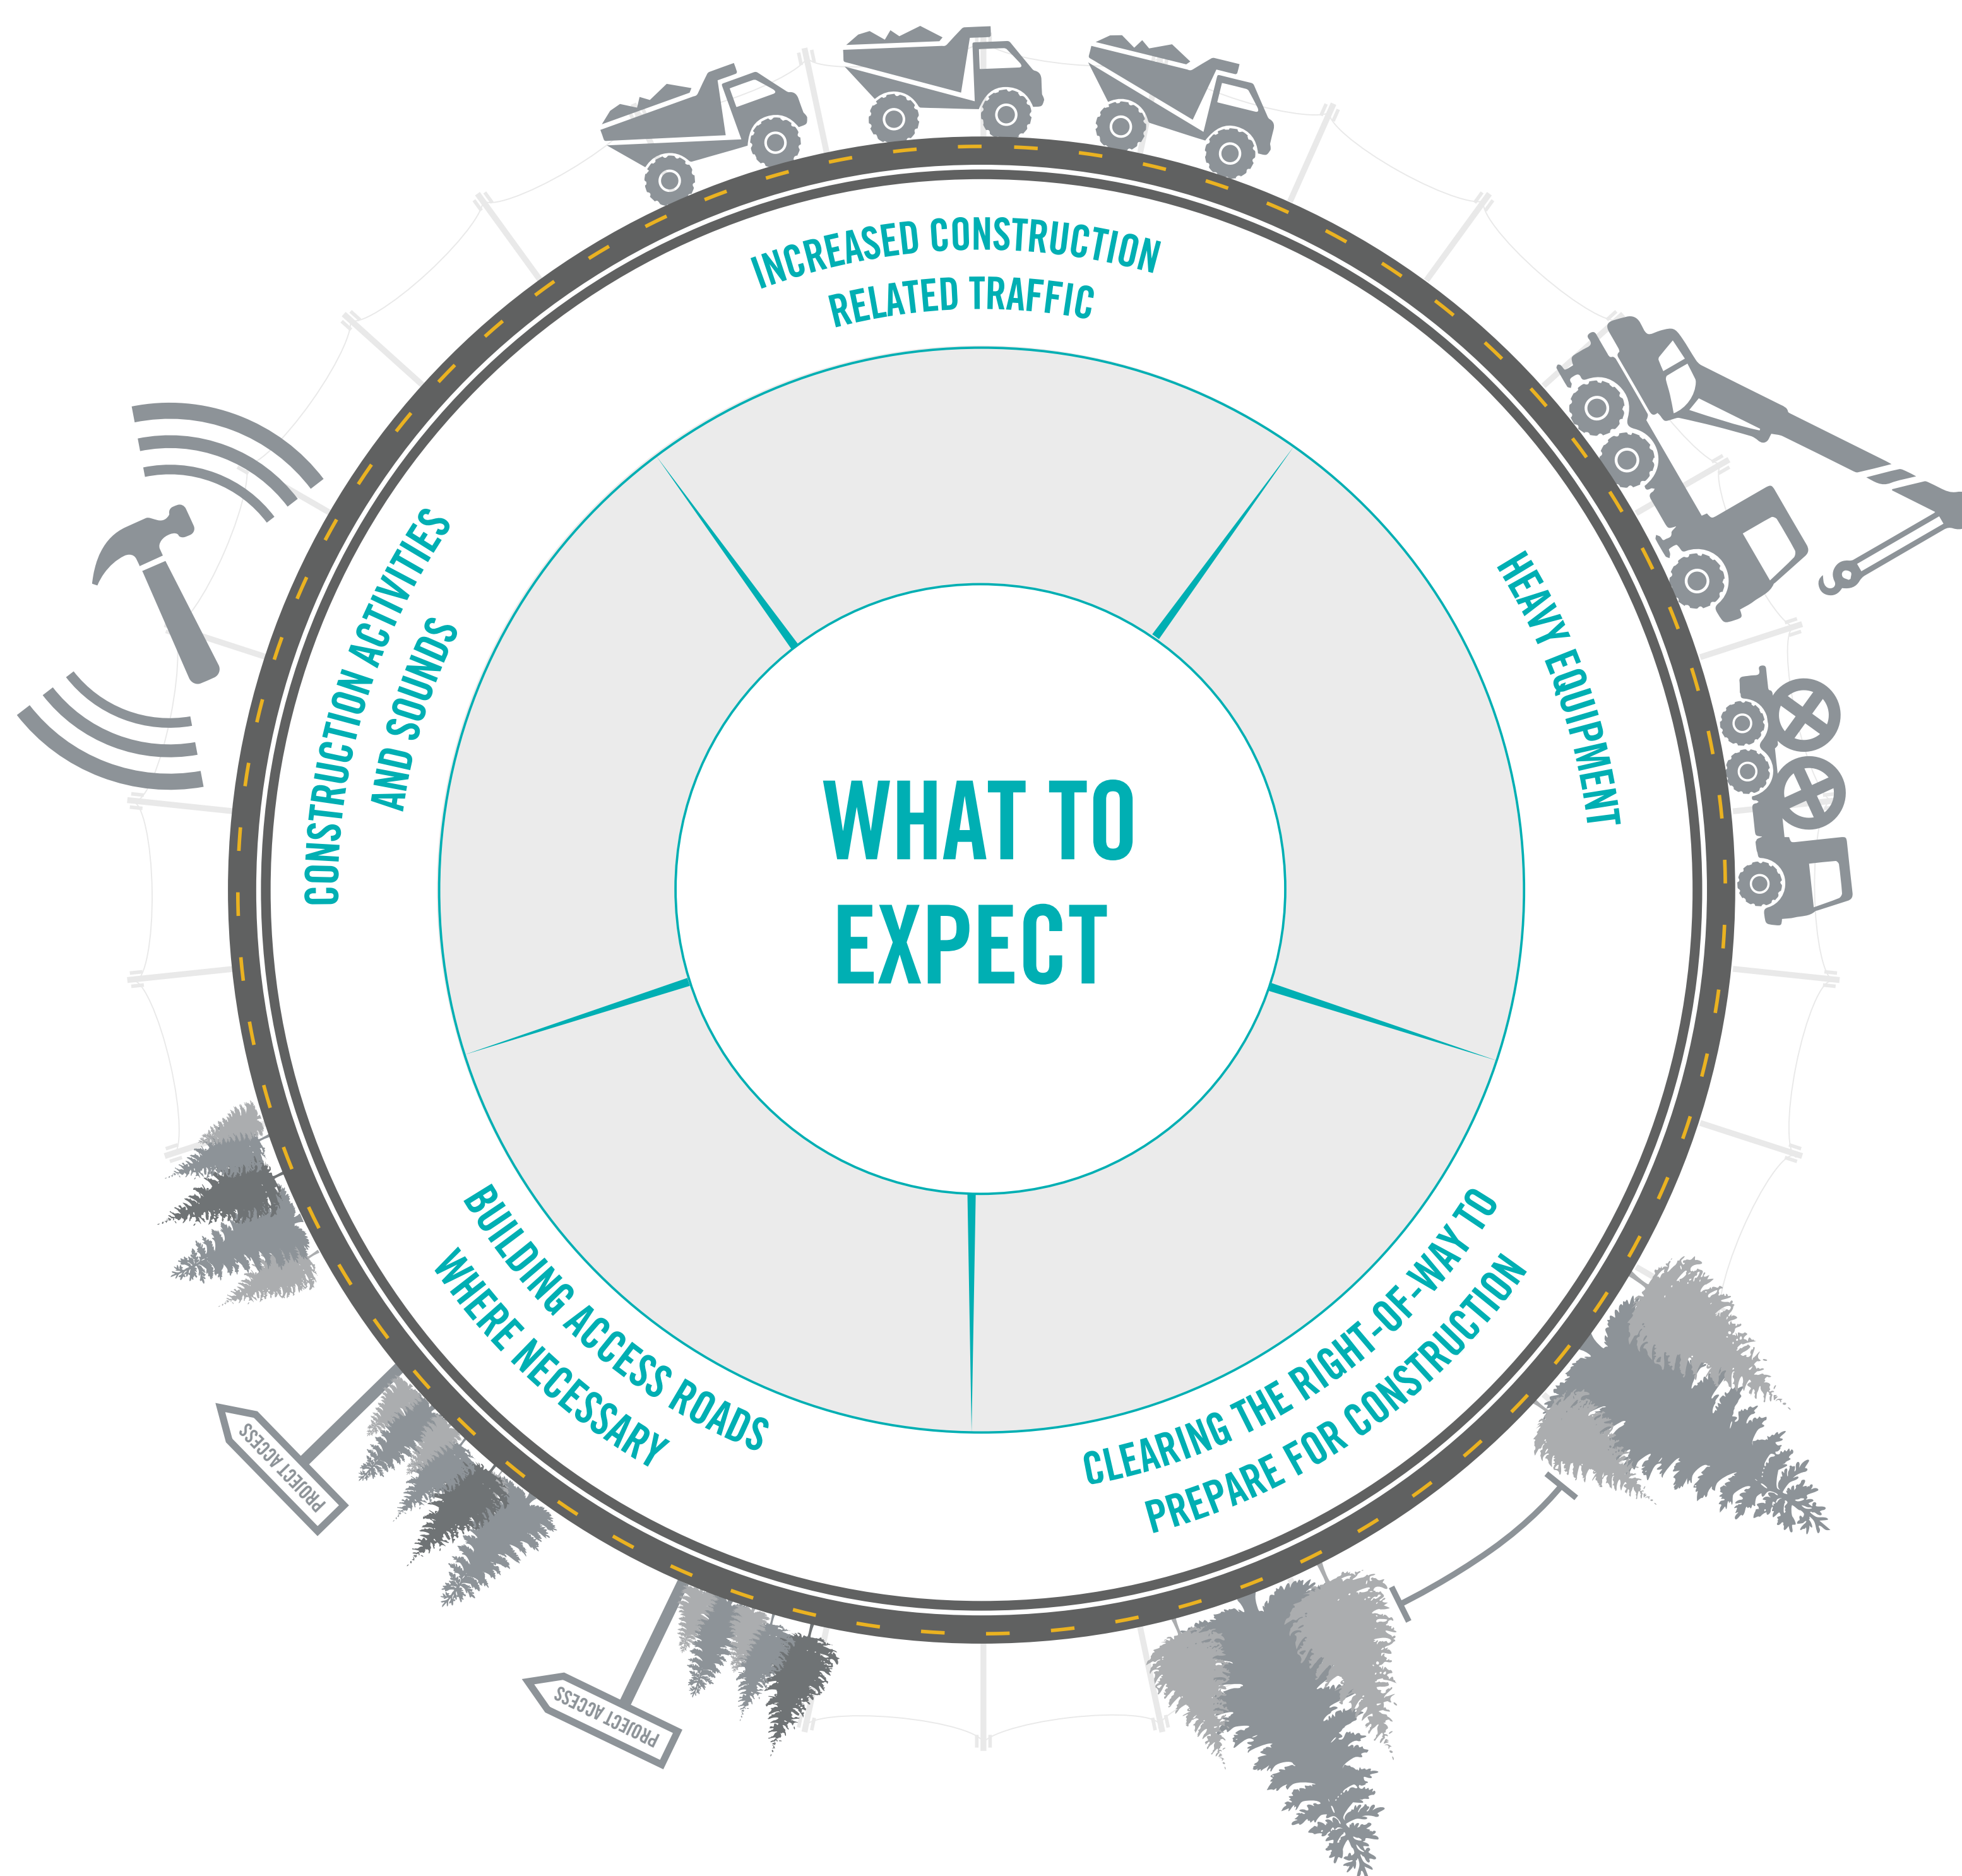 INCREASED CONSTRUCTION
RELATED TRAFFIC
HEAVY EQUIPMENT
CLEARING THE RIGHT-OF-WAY TO
PREPARE FOR CONSTRUCTION
BUILDING ACCESS ROADS
WHERE NECESSARY
CONSTRUCTION ACTIVITIES
AND SOUNDS
WHAT TO
EXPECT
PROJECT ACCESS
PROJECT ACCESS